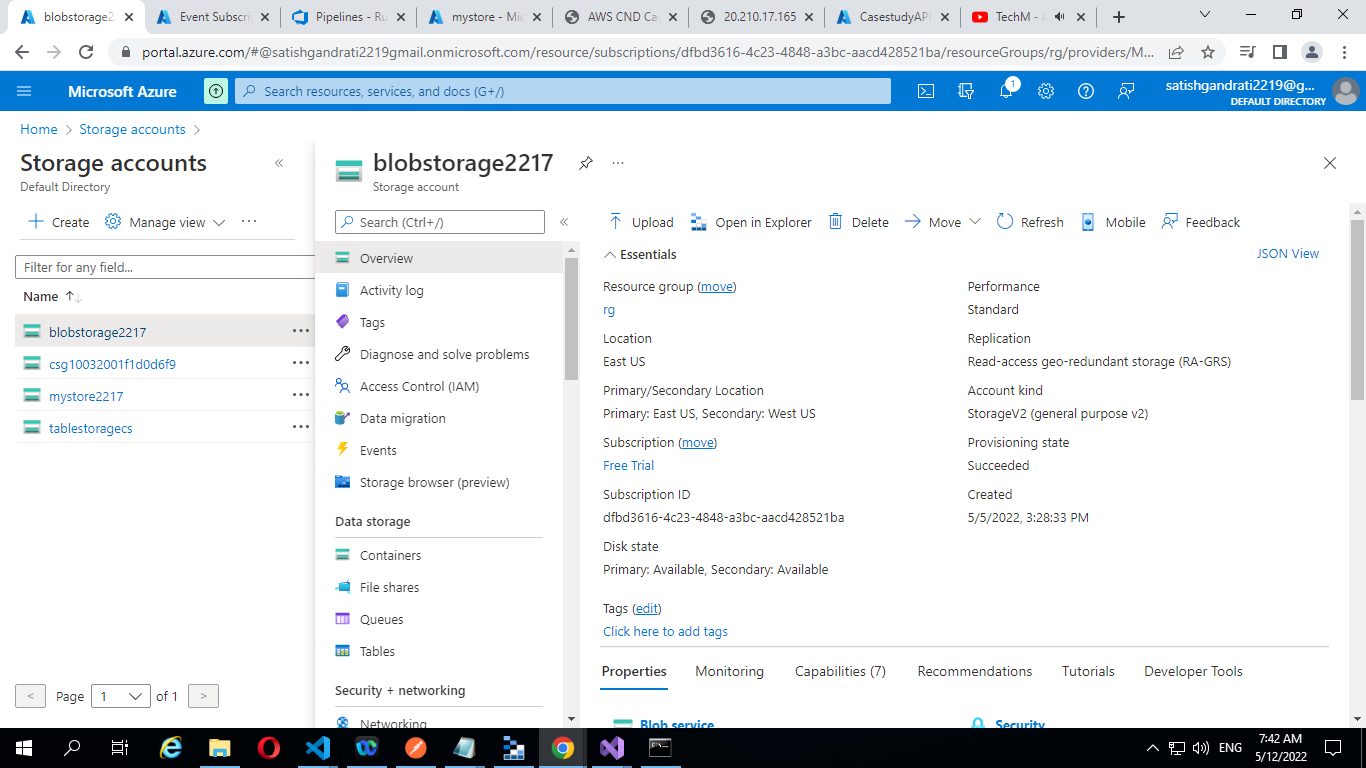 blobstorage2
Event Subscri
Pipelines - Ru
mystore - Mic
AWS CND Ca
20.210.17.165
CasestudyAPI
TechM - A
portal.azure.com/#@satishgandrati2219gmail.onmicrosoft.com/resource/subscriptions/dfbd3616-4c23-4848-a3bc-aacd428521ba/resourceGroups/rg/providers/M...
Microsoft Azure
Search resources, services, and docs (G+/)
1
satishgandrati2219@g...
DEFAULT DIRECTORY
Home > Storage accounts >
Storage accounts
Default Directory
Create
Manage view
Filter for any field...
Name
blobstorage2217
csg10032001f1d0d6f9
mystore2217
tablestoragecs
< Page 1 of 1 >
blobstorage2217
Storage account
Search (Ctrl+/)
Overview
Activity log
Tags
Diagnose and solve problems
Access Control (IAM)
Data migration
Events
Storage browser (preview)
Data storage
Containers
File shares
Queues
Tables
Security + networking
Networking
Upload
Open in Explorer
Delete
Move
Refresh
Mobile
Feedback
Essentials
JSON View
Resource group (move)
rg
Location
East US
Primary/Secondary Location
Primary: East US, Secondary: West US
Subscription (move)
Free Trial
Subscription ID
dfbd3616-4c23-4848-a3bc-aacd428521ba
Disk state
Primary: Available, Secondary: Available
Performance
Standard
Replication
Read-access geo-redundant storage (RA-GRS)
Account kind
StorageV2 (general purpose v2)
Provisioning state
Succeeded
Created
5/5/2022, 3:28:33 PM
Tags (edit)
Click here to add tags
Properties
Monitoring
Capabilities (7)
Recommendations
Tutorials
Developer Tools
Blob service
Security
ENG
7:42 AM
5/12/2022